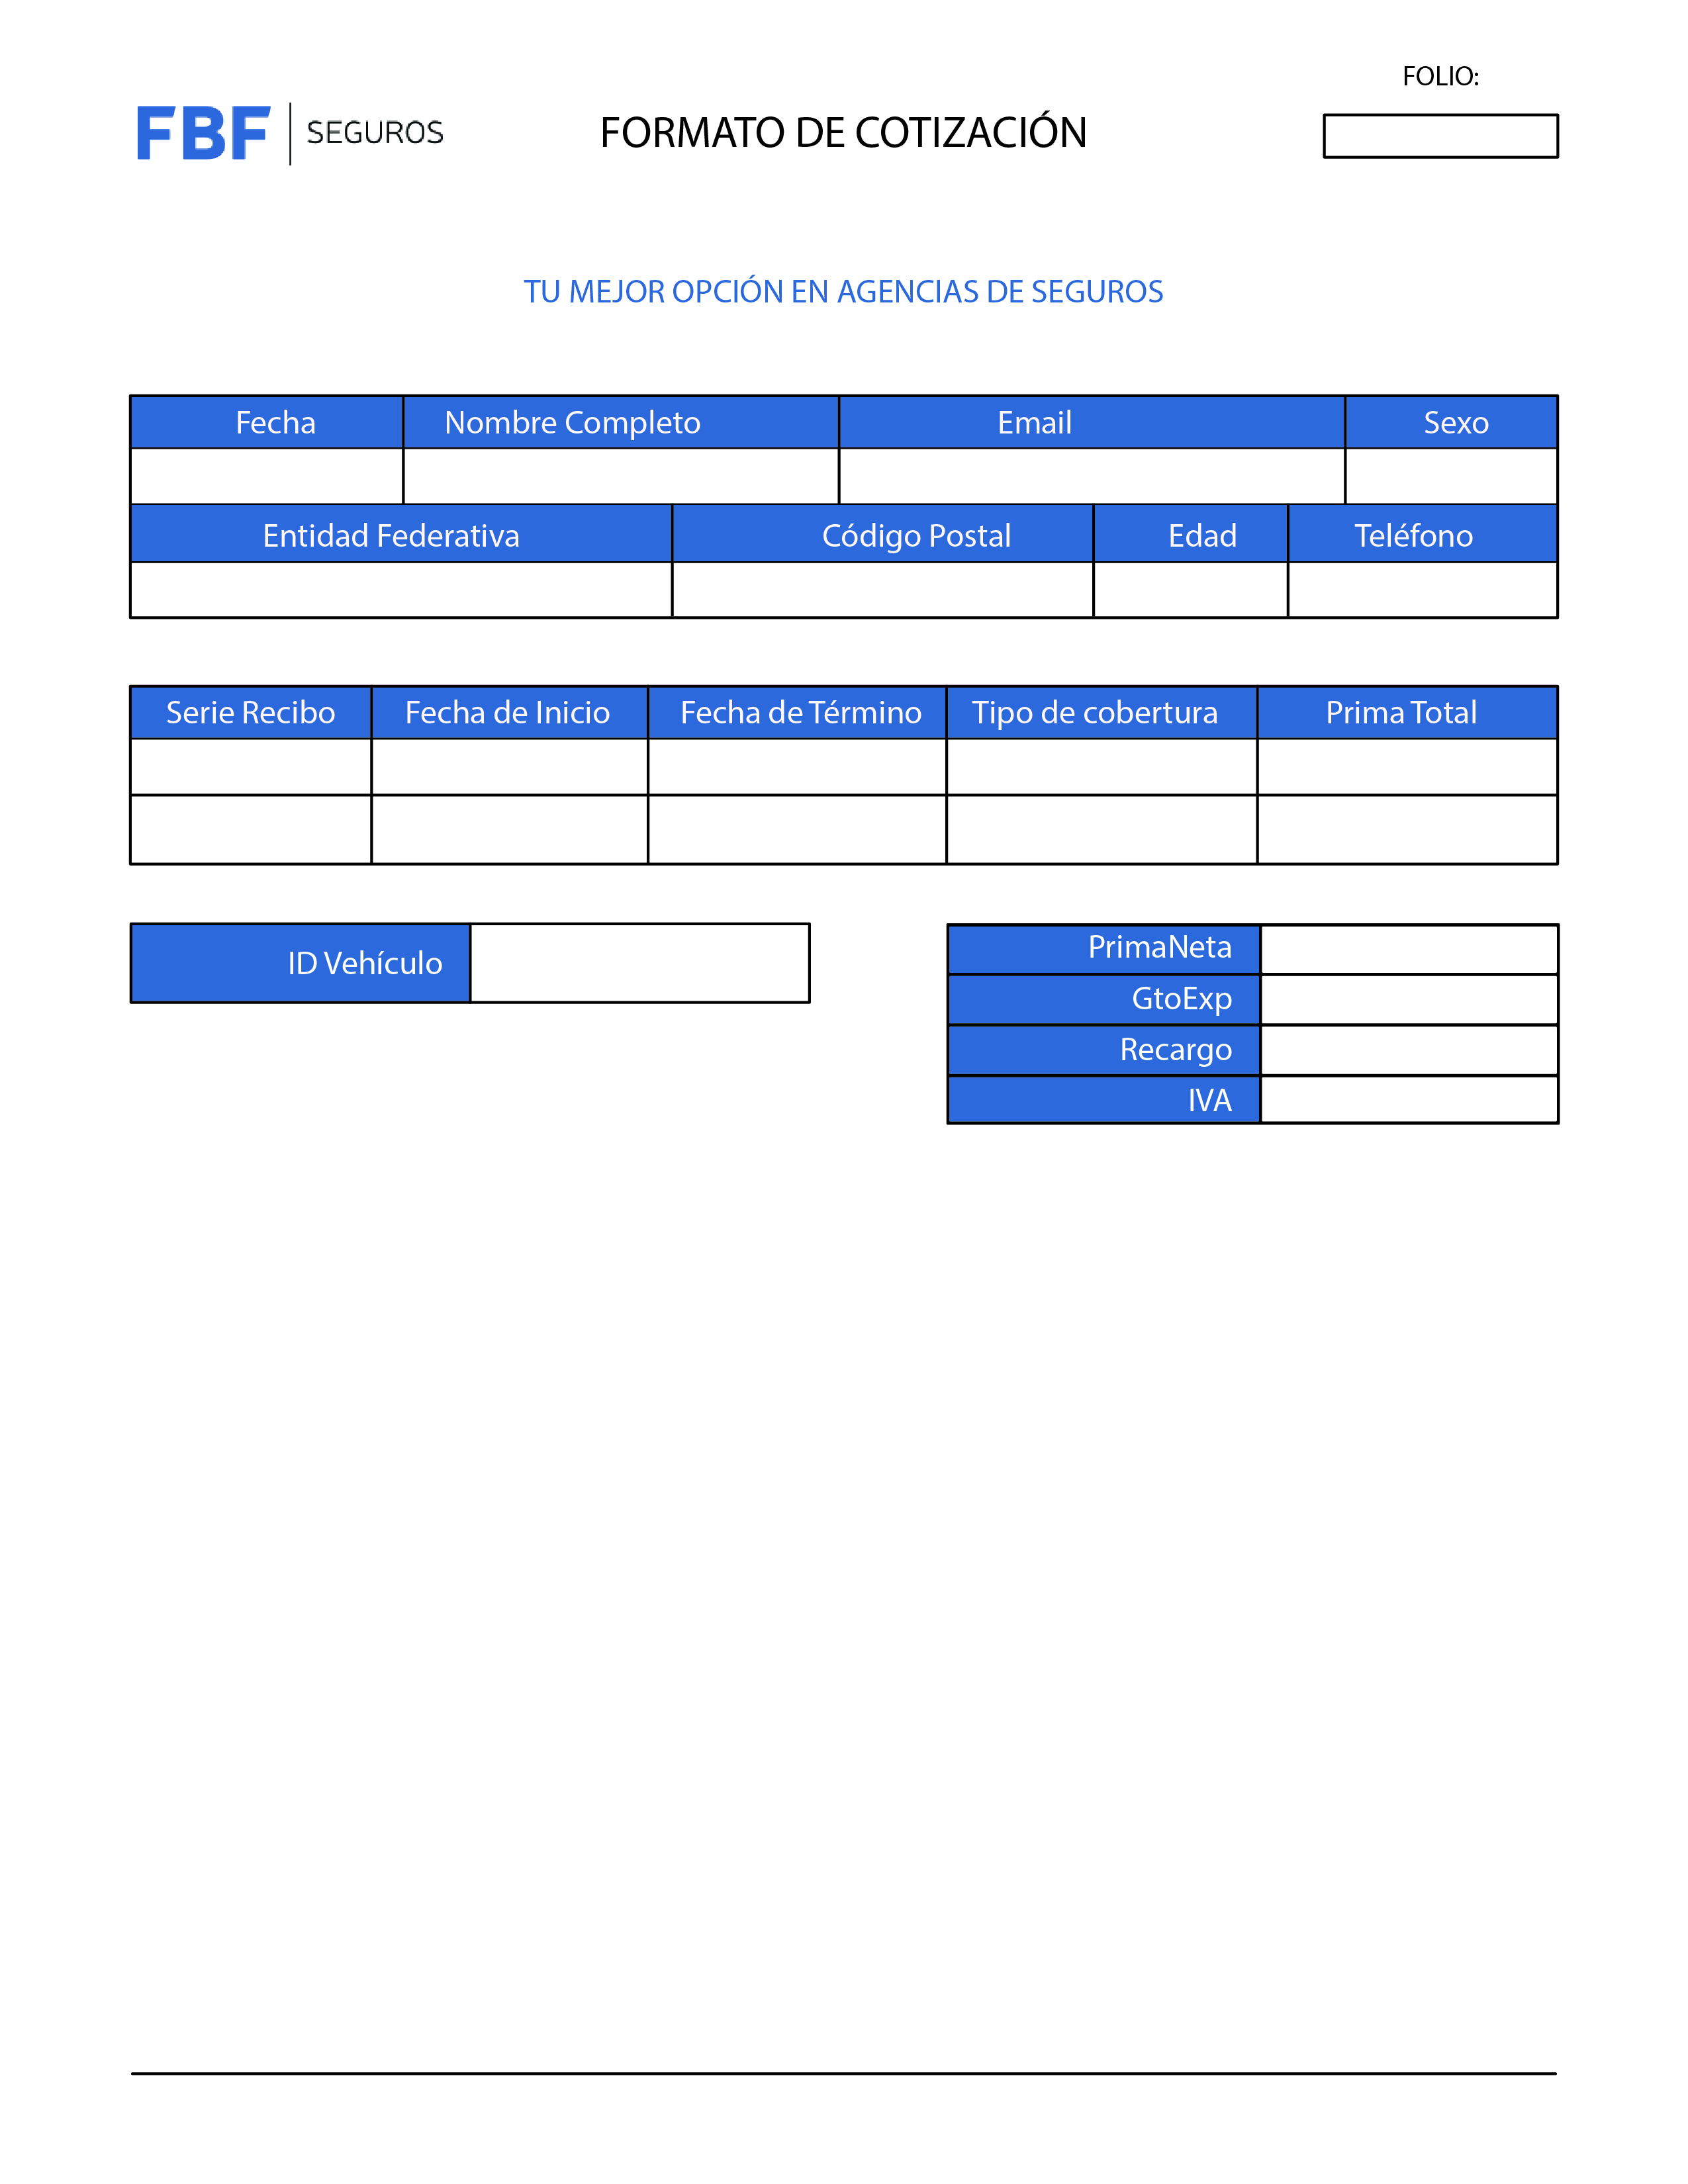 FOLIO:
FBF SEGUROS
FORMATO DE COTIZACIÓN
TU MEJOR OPCIÓN EN AGENCIAS DE SEGUROS
Fecha Nombre Completo Email Sexo
Entidad Federativa Código Postal Edad Teléfono
Serie Recibo Fecha de Inicio Fecha de Término Tipo de cobertura Prima Total
ID Vehículo
PrimaNeta
GtoExp
Recargo
IVA